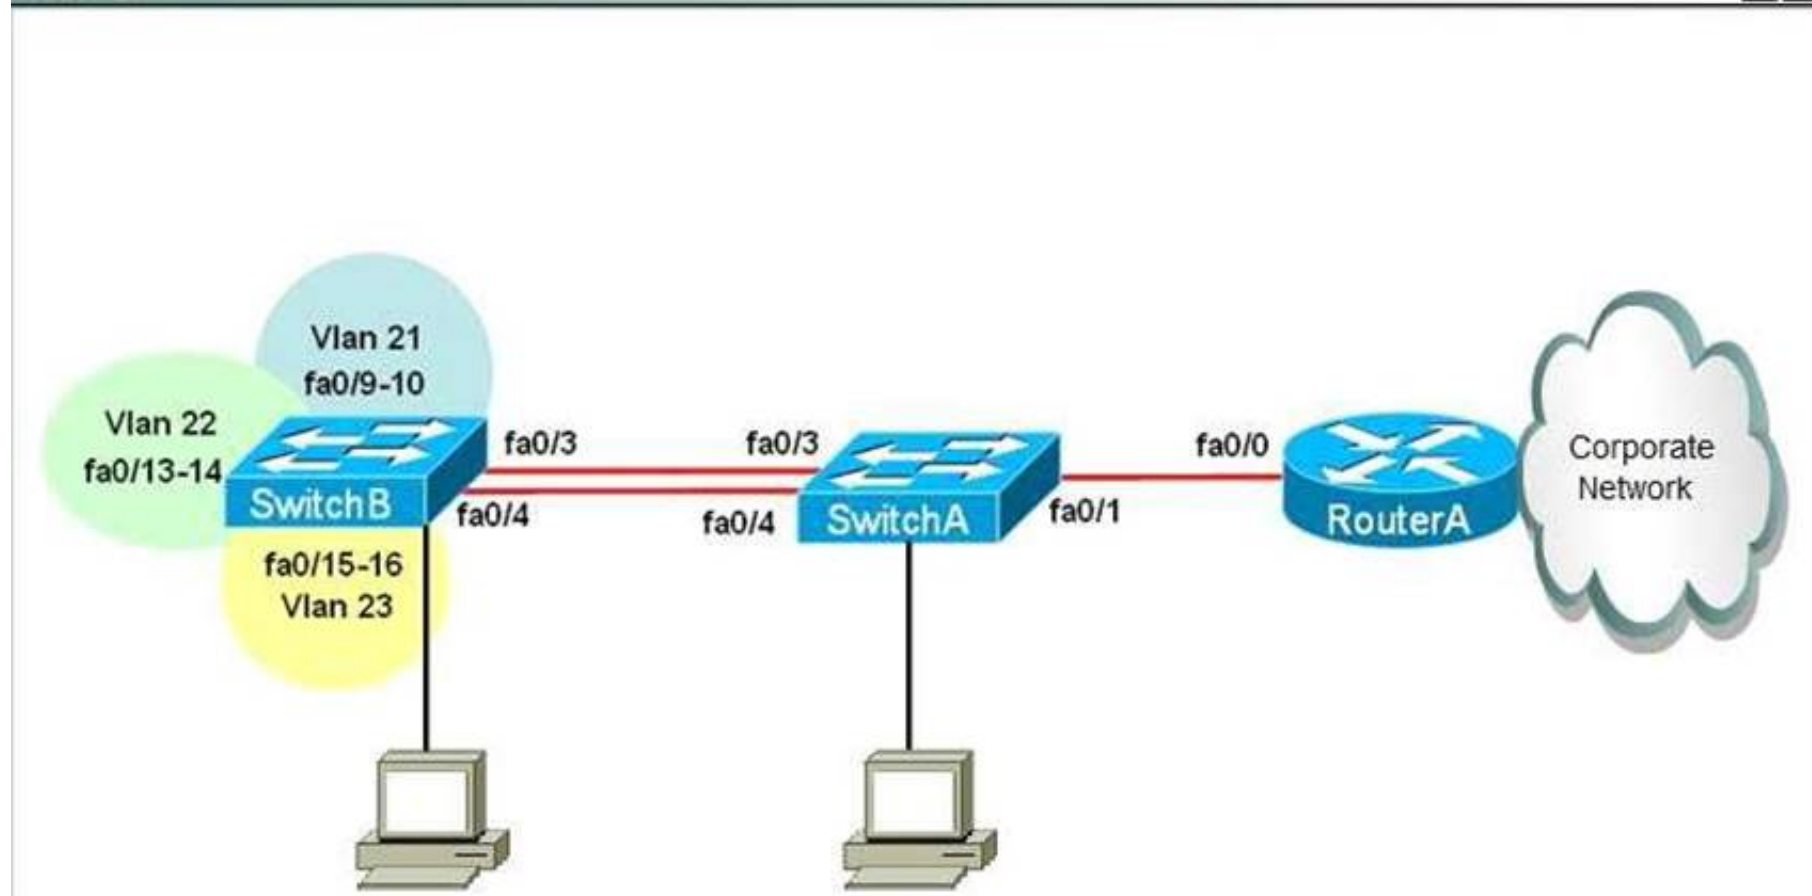 Vlan 21
fa0/9-10
Vlan 22
fa0/13-14
SwitchB
fa0/15-16
Vlan 23
fa0/3
fa0/4
fa0/3
fa0/4
SwitchA
fa0/1
fa0/0
RouterA
Corporate
Network